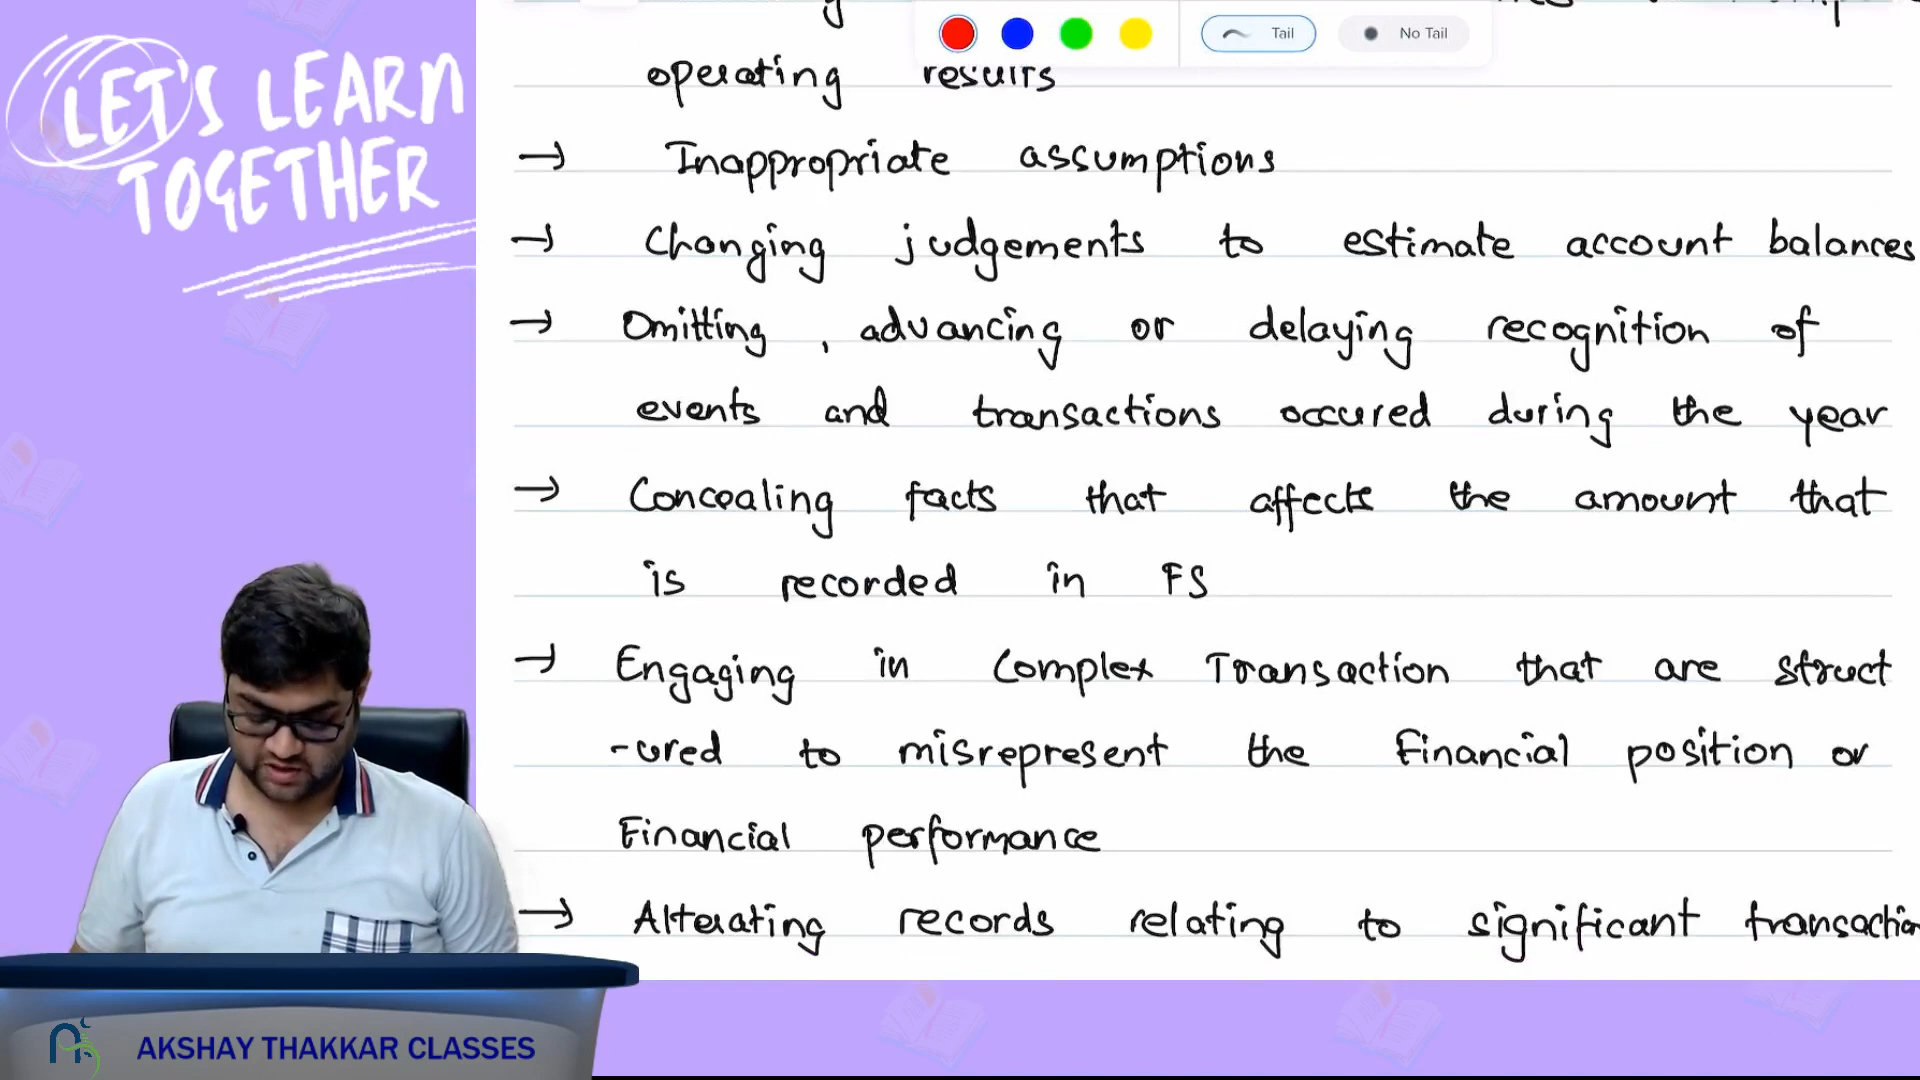 LET'S LEARN
TOGETHER
Tail
No Tail
operating results
→ Inappropriate assumptions
→ Changing judgements to estimate account balances
→ Omitting, advancing or delaying recognition of
events and transactions occured during the year
→ Concealing facts that affects the amount that
is recorded in FS
→ Engaging in Complex Transaction that are struct
-ured to misrepresent the financial position or
Financial performance
→ Alterating records relating to significant transaction
AKSHAY THAKKAR CLASSES